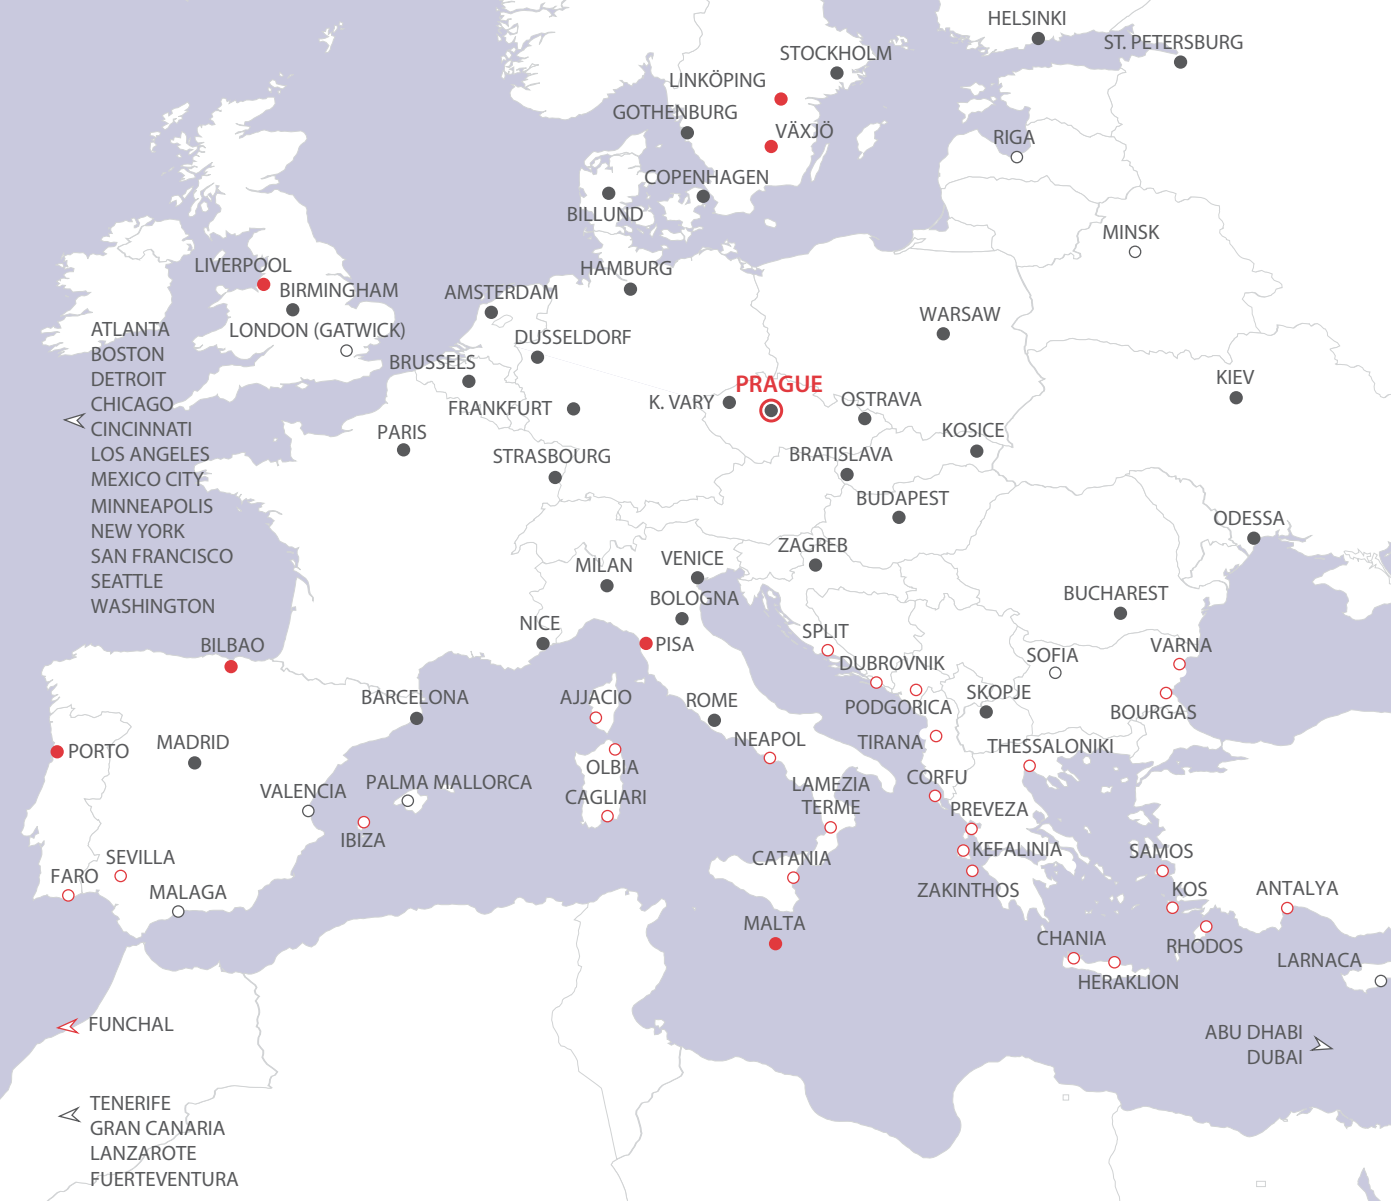 HELSINKI
ST. PETERSBURG
STOCKHOLM
LINKÖPING
GOTHENBURG
VÄXJÖ
RIGA
COPENHAGEN
BILLUND
MINSK
LIVERPOOL
HAMBURG
BIRMINGHAM
AMSTERDAM
WARSAW
LONDON (GATWICK)
DUSSELDORF
BRUSSELS
KIEV
PRAGUE
K. VARY
OSTRAVA
FRANKFURT
PARIS
KOSICE
STRASBOURG
BRATISLAVA
BUDAPEST
ODESSA
ATLANTA
BOSTON
DETROIT
CHICAGO
CINCINNATI
LOS ANGELES
MEXICO CITY
MINNEAPOLIS
NEW YORK
SAN FRANCISCO
SEATTLE
WASHINGTON
ZAGREB
VENICE
MILAN
BOLOGNA
BUCHAREST
NICE
PISA
SPLIT
BILBAO
VARNA
SOFIA
DUBROVNIK
SKOPJE
BARCELONA
AJJACIO
ROME
PODGORICA
BOURGAS
NEAPOL
TIRANA
THESSALONIKI
PORTO
MADRID
OLBIA
CORFU
PALMA MALLORCA
VALENCIA
LAMEZIA
TERME
CAGLIARI
PREVEZA
IBIZA
KEFALINIA
SAMOS
SEVILLA
CATANIA
FARO
MALAGA
ZAKINTHOS
KOS
ANTALYA
MALTA
CHANIA
RHODOS
LARNACA
HERAKLION
FUNCHAL
ABU DHABI
DUBAI
TENERIFE
GRAN CANARIA
LANZAROTE
FUERTEVENTURA